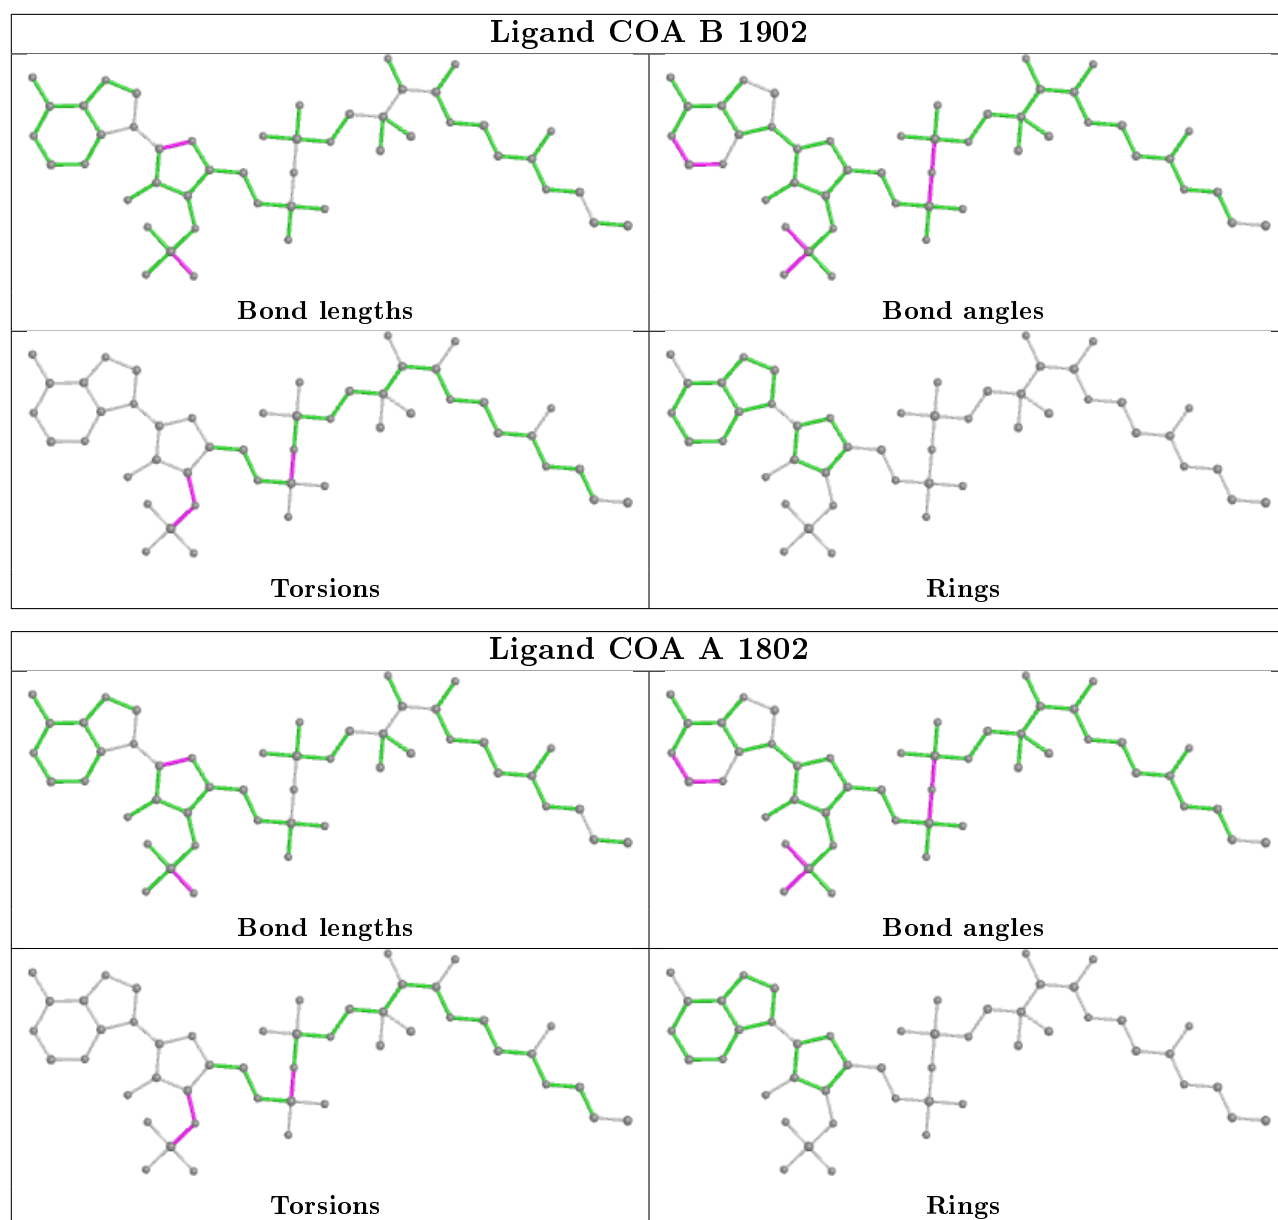 Ligand COA B 1902
Bond lengths
Bond angles
Torsions
Rings
Ligand COA A 1802
Bond lengths
Bond angles
Torsions
Rings